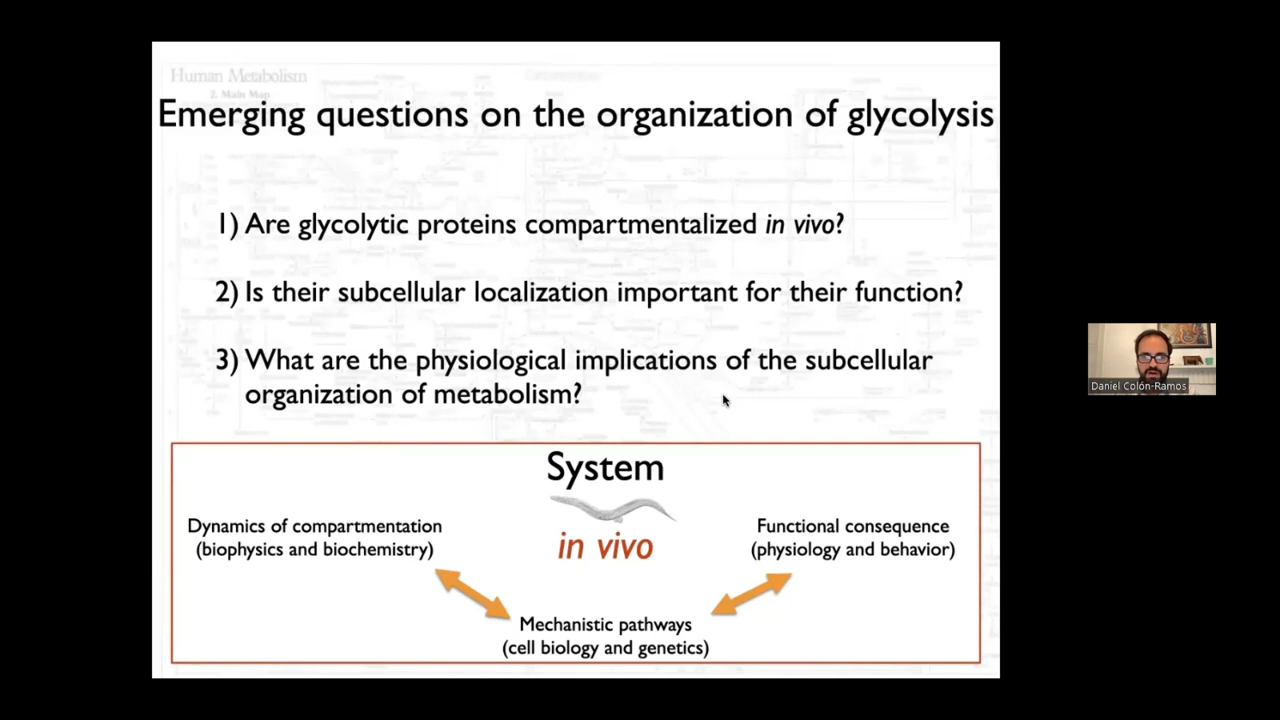 Human Metabolism
2. Main Map
Emerging questions on the organization of glycolysis
1) Are glycolytic proteins compartmentalized in vivo?
2) Is their subcellular localization important for their function?
3) What are the physiological implications of the subcellular
organization of metabolism?
System
in vivo
Dynamics of compartmentation
(biophysics and biochemistry)
Functional consequence
(physiology and behavior)
Mechanistic pathways
(cell biology and genetics)
Daniel Colón-Ramos